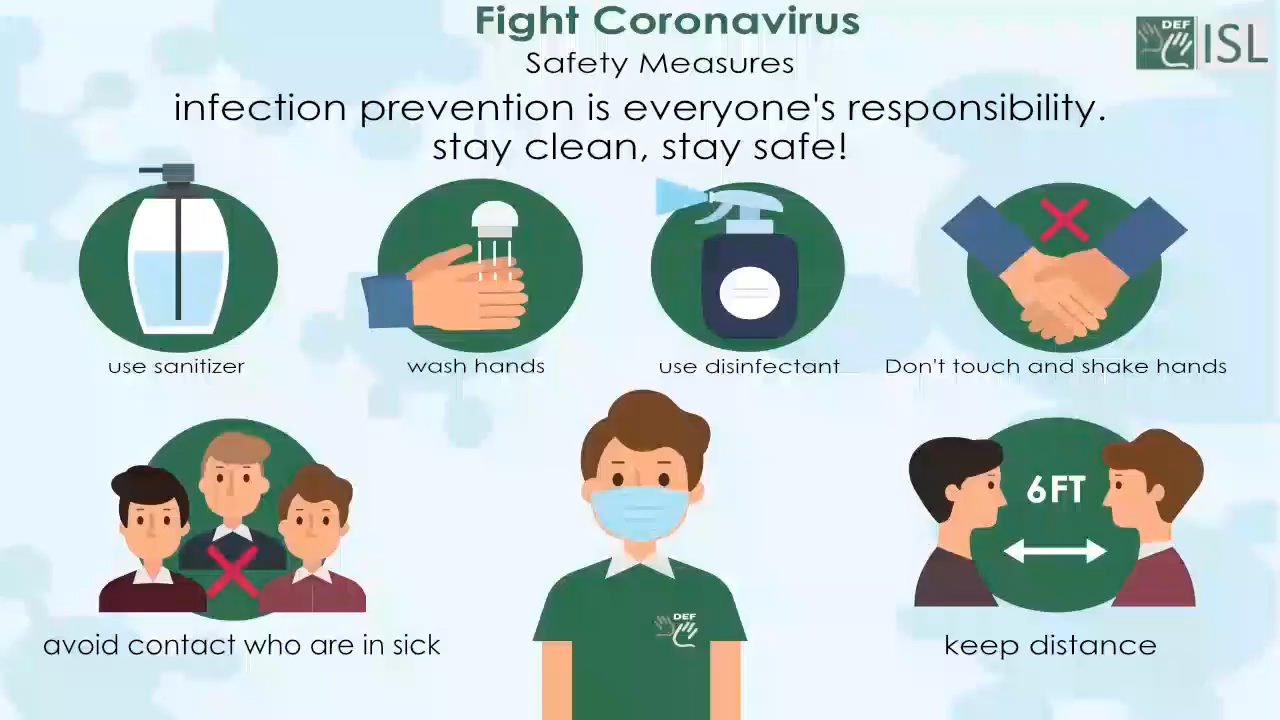 Fight Coronavirus
DEF
ISL
Safety Measures
infection prevention is everyone's responsibility.
stay clean, stay safe!
use sanitizer
wash hands
use disinfectant
Don't touch and shake hands
6FT
DEF
avoid contact who are in sick
keep distance